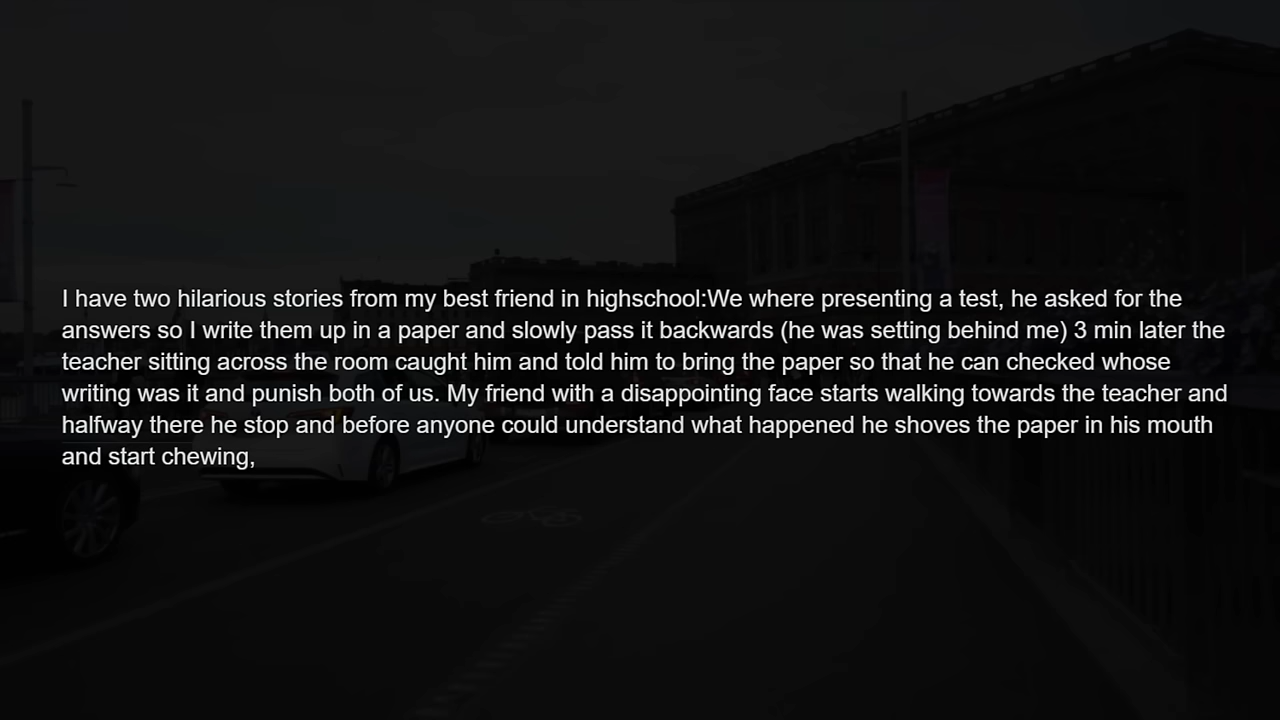 I have two hilarious stories from my best friend in highschool:We where presenting a test, he asked for the
answers so I write them up in a paper and slowly pass it backwards (he was setting behind me) 3 min later the
teacher sitting across the room caught him and told him to bring the paper so that he can checked whose
writing was it and punish both of us. My friend with a disappointing face starts walking towards the teacher and
halfway there he stop and before anyone could understand what happened he shoves the paper in his mouth
and start chewing,